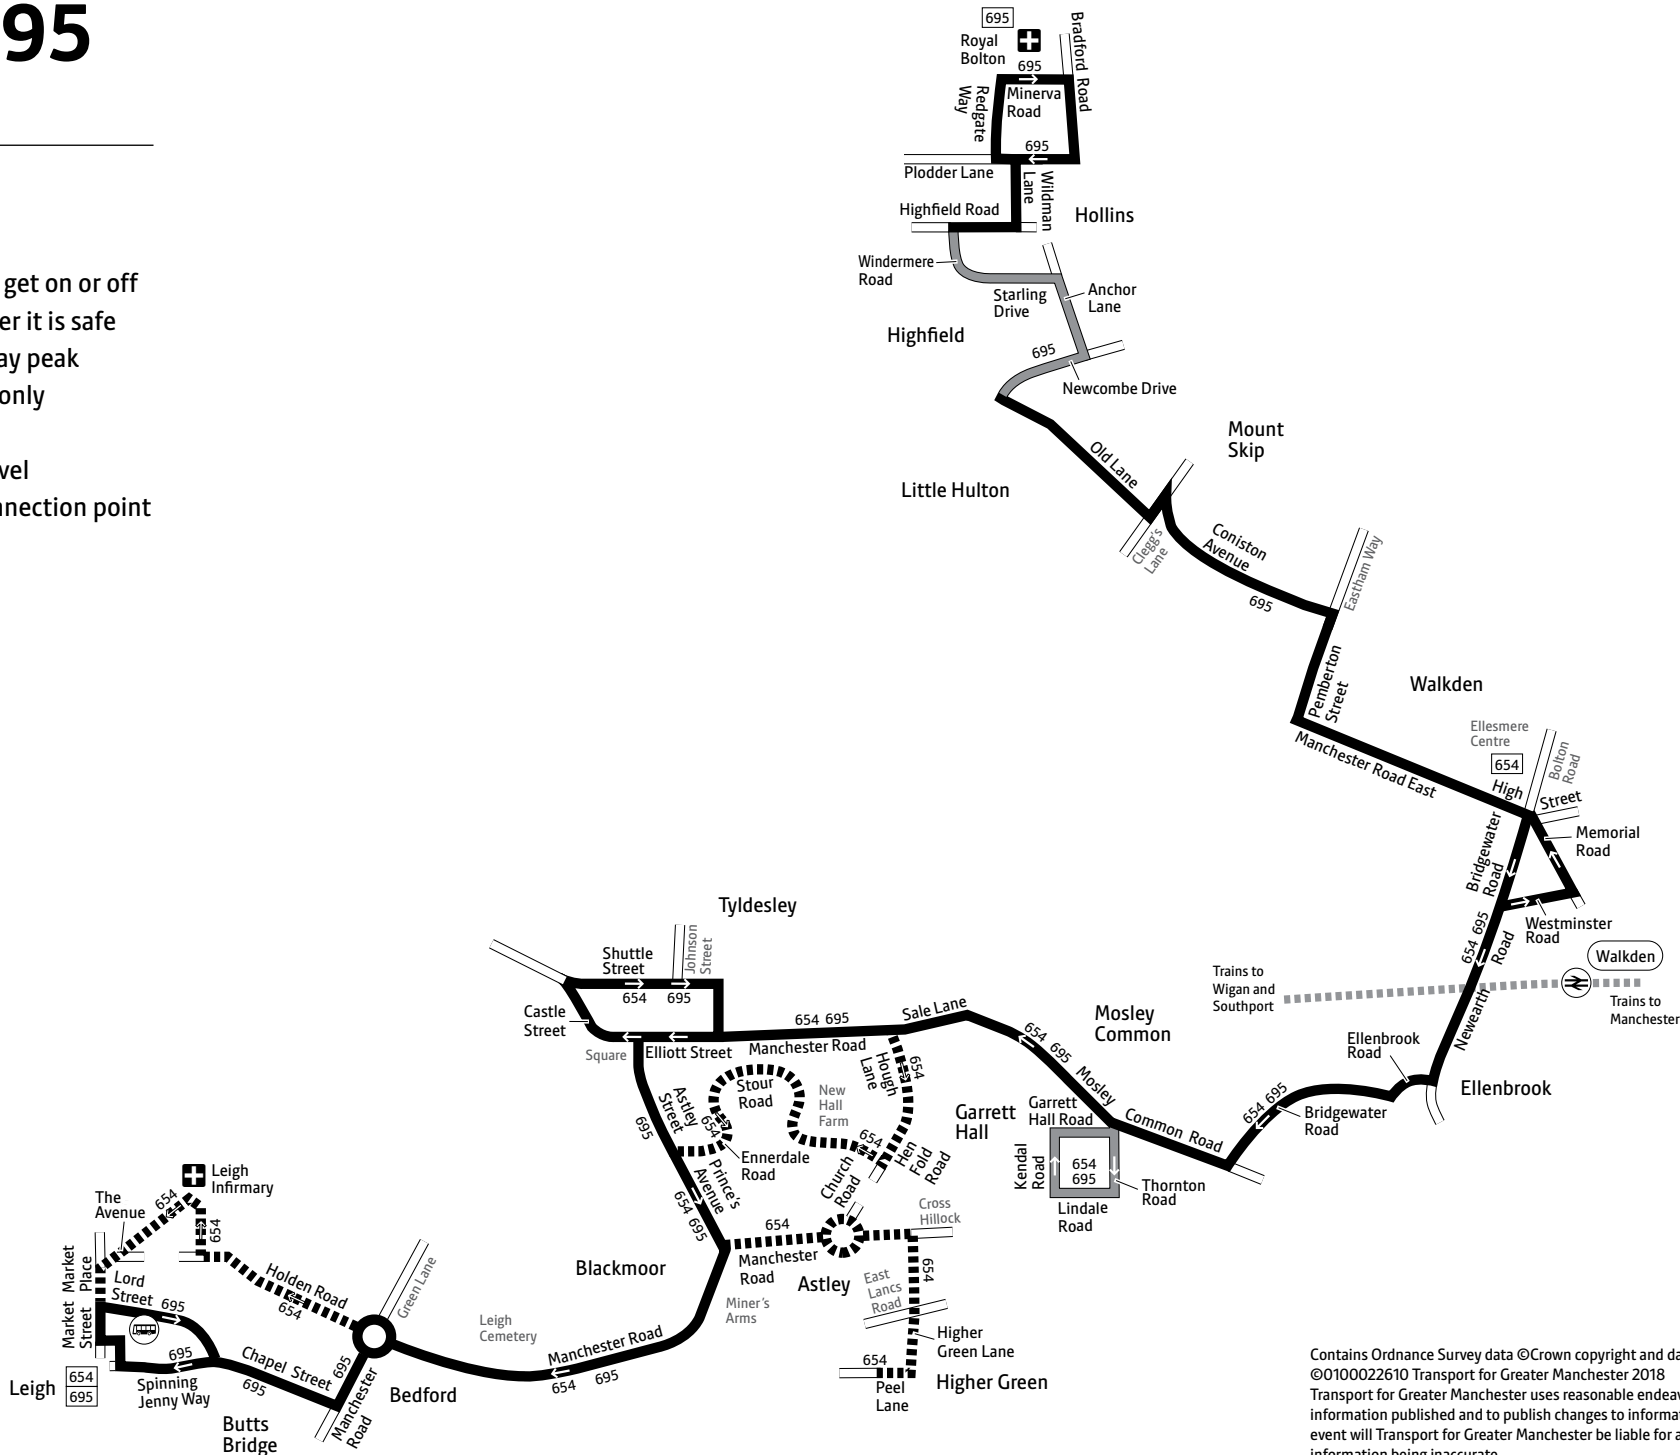 95
get on or off
er it is safe
ay peak
only
vel
nnection point
695
Royal
Bolton
Bradford Road
695
Minerva
Road
Redgate
Way
695
Plodder Lane
Wildman
Lane
Highfield Road
Hollins
Windermere
Road
Starling
Drive
Anchor
Lane
Highfield
695
Newcombe Drive
Mount
Skip
Old Lane
Little Hulton
Clegg's
Lane
Coniston
Avenue
695
Eastham Way
Pemberton
Street
Walkden
Ellesmere
Centre
654
Bolton
Road
Manchester Road East
High
Street
Memorial
Road
Bridgewater
Road
Westminster
Road
654 695
Road
Walkden
Trains to
Wigan and
Southport
Trains to
Manchester
Newearth
Ellenbrook
Road
Ellenbrook
654 695
Bridgewater
Road
Tyldesley
Shuttle
Street
Johnson
Street
654
695
Castle
Street
Square
Elliott Street
654 695
Manchester Road
Sale Lane
Mosley
Common
654 695
Mosley
Common Road
Garrett
Hall
Garrett
Hall Road
Kendal
Road
654
695
Thornton
Road
Lindale
Road
Hough
Lane
654
Stour
Road
New
Hall
Farm
Astley
Street
654
695
Ennerdale
Road
654
Church
Road
Hen
Fold
Road
Prince's
Avenue
654 695
654
Manchester
Road
Cross
Hillock
Astley
654
East
Lancs
Road
Miner's
Arms
Blackmoor
Higher
Green Lane
654
Peel
Lane
Higher Green
Leigh
Infirmary
The
Avenue
654
654
Market
Place
Lord
Street
695
Holden Road
654
Green Lane
Leigh
Cemetery
Market
Street
Manchester Road
654
695
695
Chapel Street
695
695
Leigh
654
695
Spinning
Jenny Way
Manchester
Road
Bedford
Butts
Bridge
Contains Ordnance Survey data ©Crown copyright and da
©0100022610 Transport for Greater Manchester 2018
Transport for Greater Manchester uses reasonable endea
information published and to publish changes to informa
event will Transport for Greater Manchester be liable for a
information being inaccurate